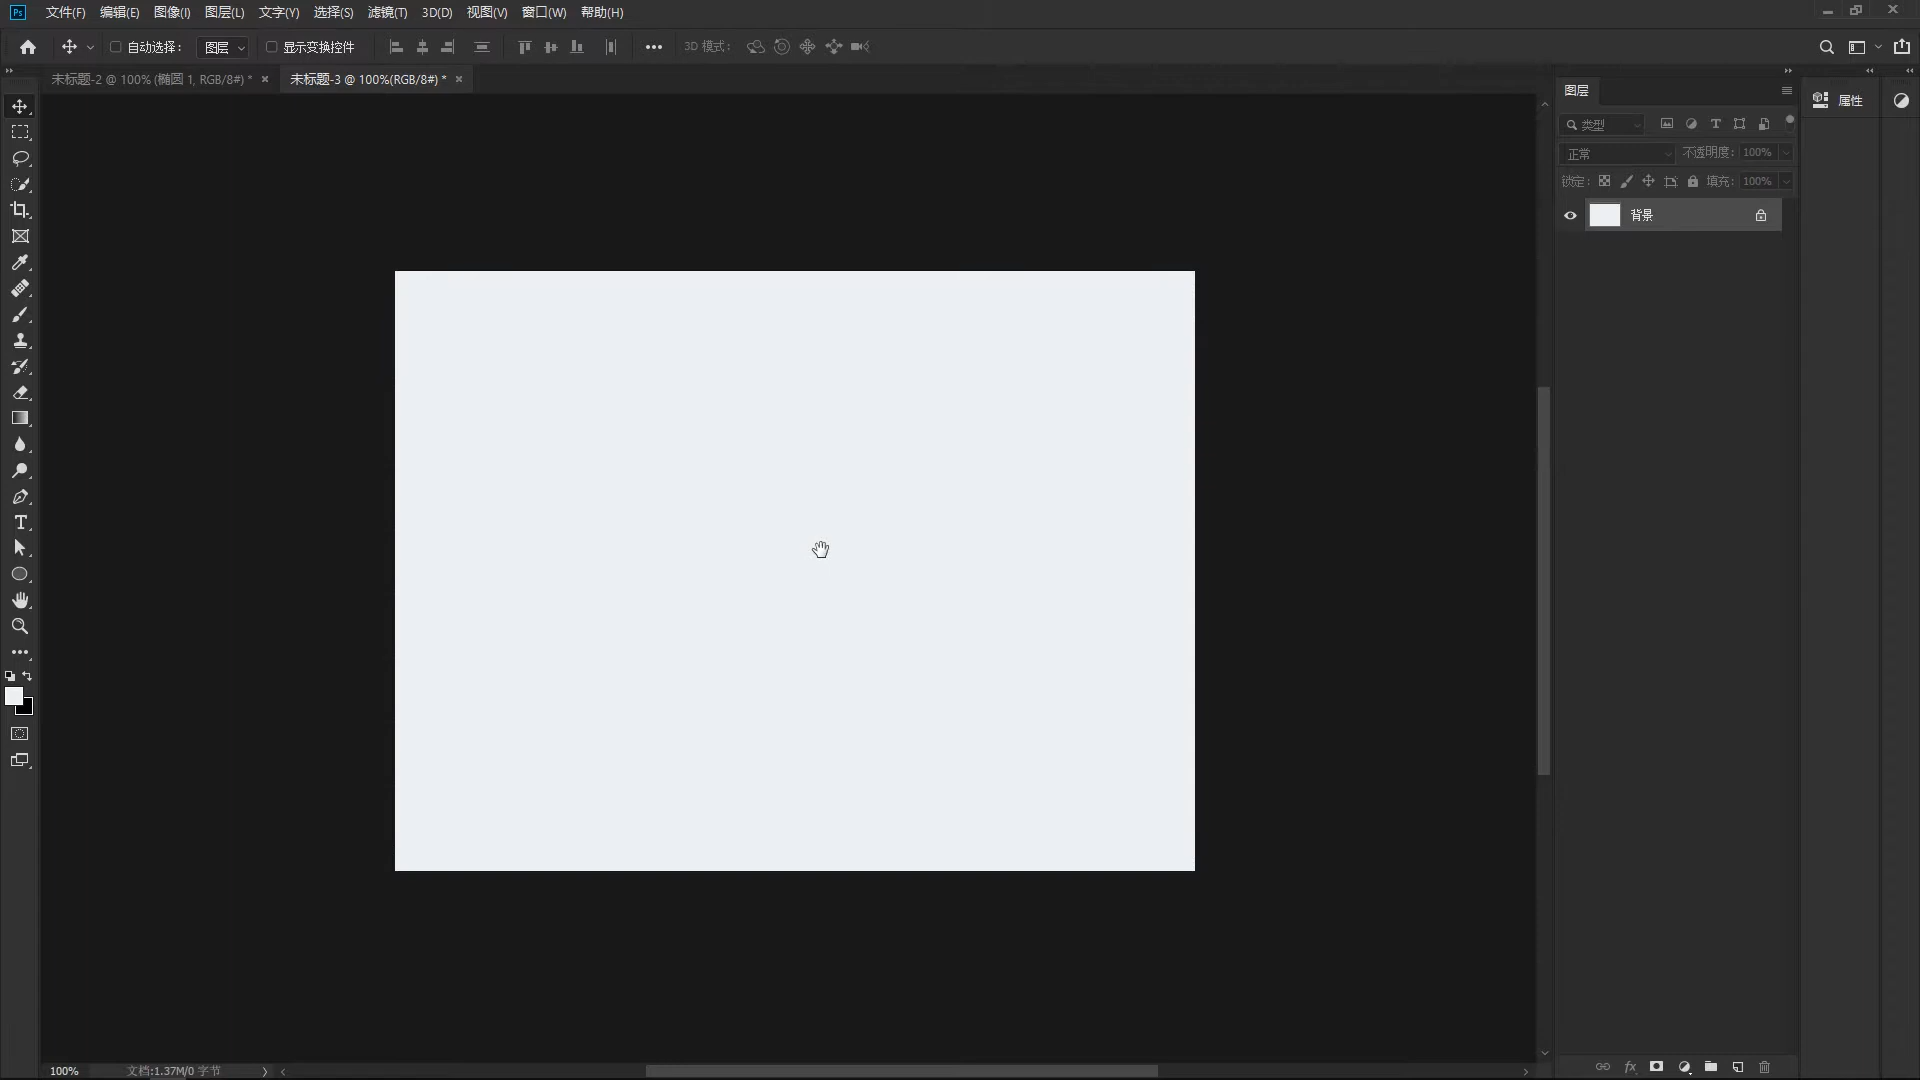 Ps 文件(F) 编辑(E) 图像(I) 图层(L) 文字(Y) 选择(S) 滤镜(T) 3D(D) 视图(V) 窗口(W) 帮助(H)
自动选择: 图层 显示变换控件 3D 模式:
未标题-2 @ 100% (椭圆 1, RGB/8#) * 未标题-3 @ 100%(RGB/8#) *
图层 属性
类型
正常 不透明度: 100%
锁定: 填充: 100%
背景
100% 文档:1.37M/0 字节